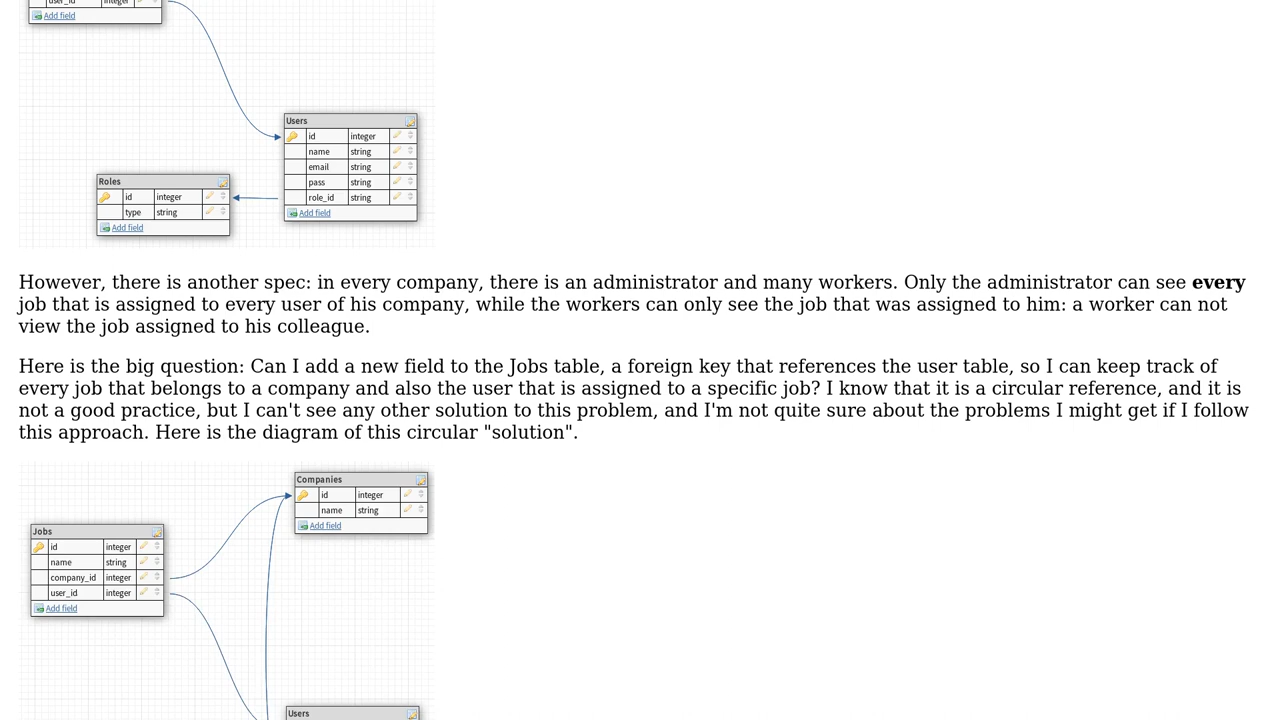 user_id integer
Add field
Users
id integer
name string
email string
pass string
role_id string
Add field
Roles
id integer
type string
Add field
However, there is another spec: in every company, there is an administrator and many workers. Only the administrator can see every
job that is assigned to every user of his company, while the workers can only see the job that was assigned to him: a worker can not
view the job assigned to his colleague.
Here is the big question: Can I add a new field to the Jobs table, a foreign key that references the user table, so I can keep track of
every job that belongs to a company and also the user that is assigned to a specific job? I know that it is a circular reference, and it is
not a good practice, but I can't see any other solution to this problem, and I'm not quite sure about the problems I might get if I follow
this approach. Here is the diagram of this circular "solution".
Companies
id integer
name string
Add field
Jobs
id integer
name string
company_id integer
user_id integer
Add field
Users